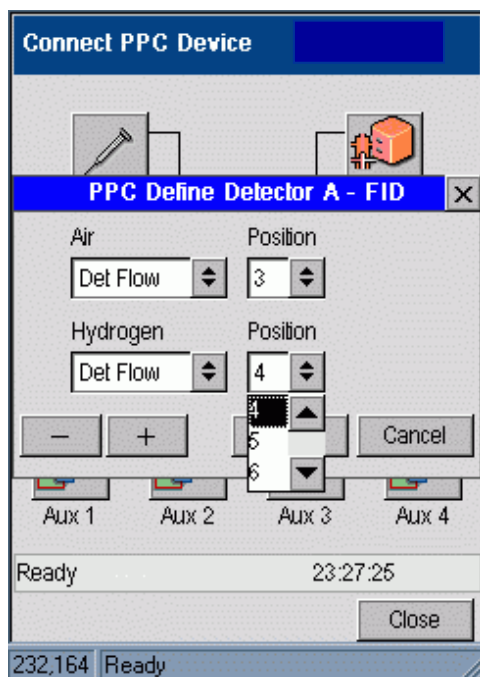 Connect PPC Device
PPC Define Detector A - FID
Air Position
Det Flow 3
Hydrogen Position
Det Flow 4
4
5
6
− + Cancel
Aux 1 Aux 2 Aux 3 Aux 4
Ready 23:27:25
Close
232,164 Ready